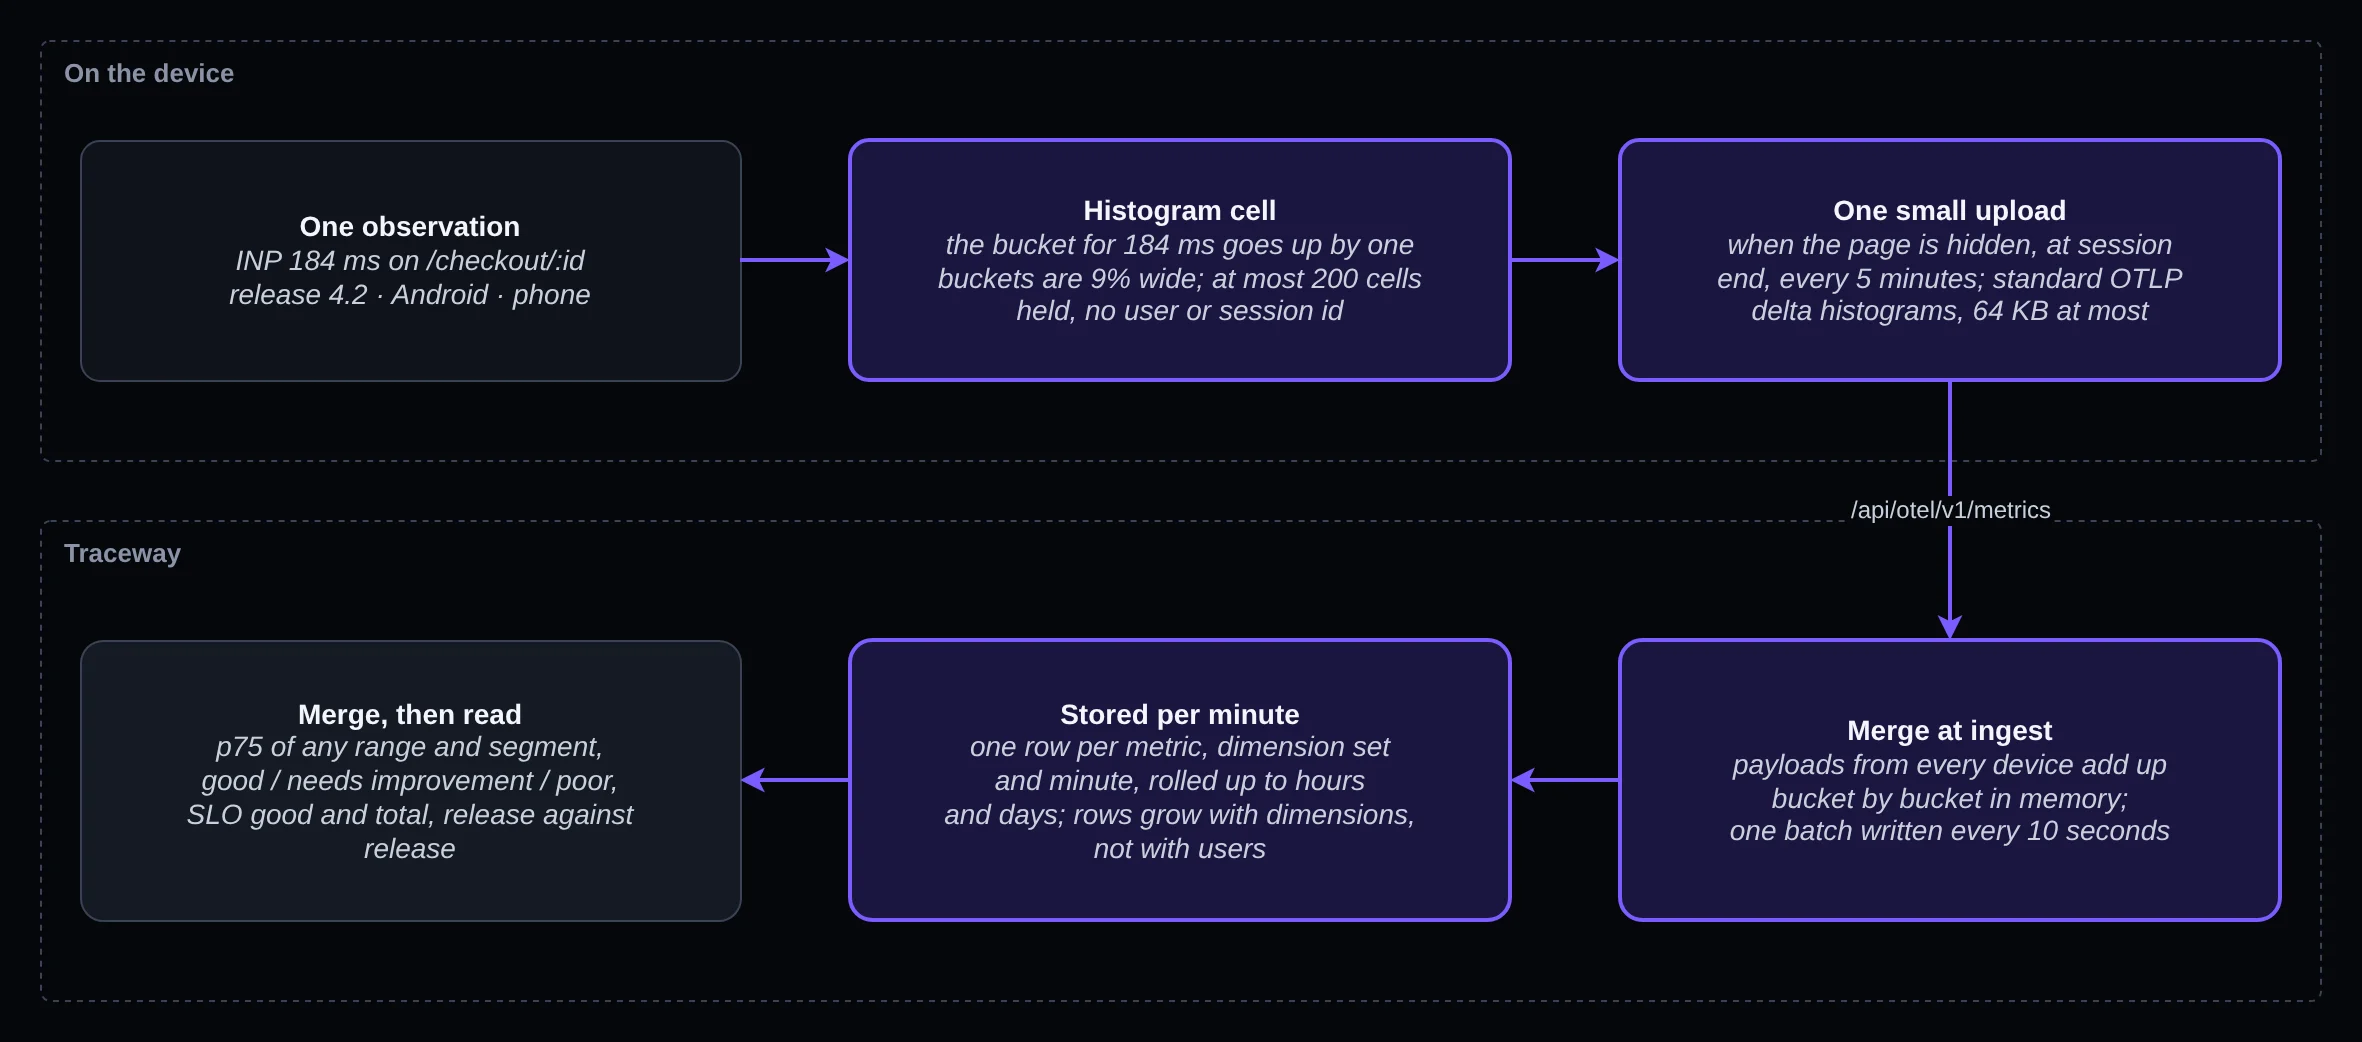 On the device
One observation
INP 184 ms on /checkout/:id
release 4.2 · Android · phone
Histogram cell
the bucket for 184 ms goes up by one
buckets are 9% wide; at most 200 cells
held, no user or session id
One small upload
when the page is hidden, at session
end, every 5 minutes; standard OTLP
delta histograms, 64 KB at most
/api/otel/v1/metrics
Traceway
Merge, then read
p75 of any range and segment,
good / needs improvement / poor,
SLO good and total, release against
release
Stored per minute
one row per metric, dimension set
and minute, rolled up to hours
and days; rows grow with dimensions,
not with users
Merge at ingest
payloads from every device add up
bucket by bucket in memory;
one batch written every 10 seconds